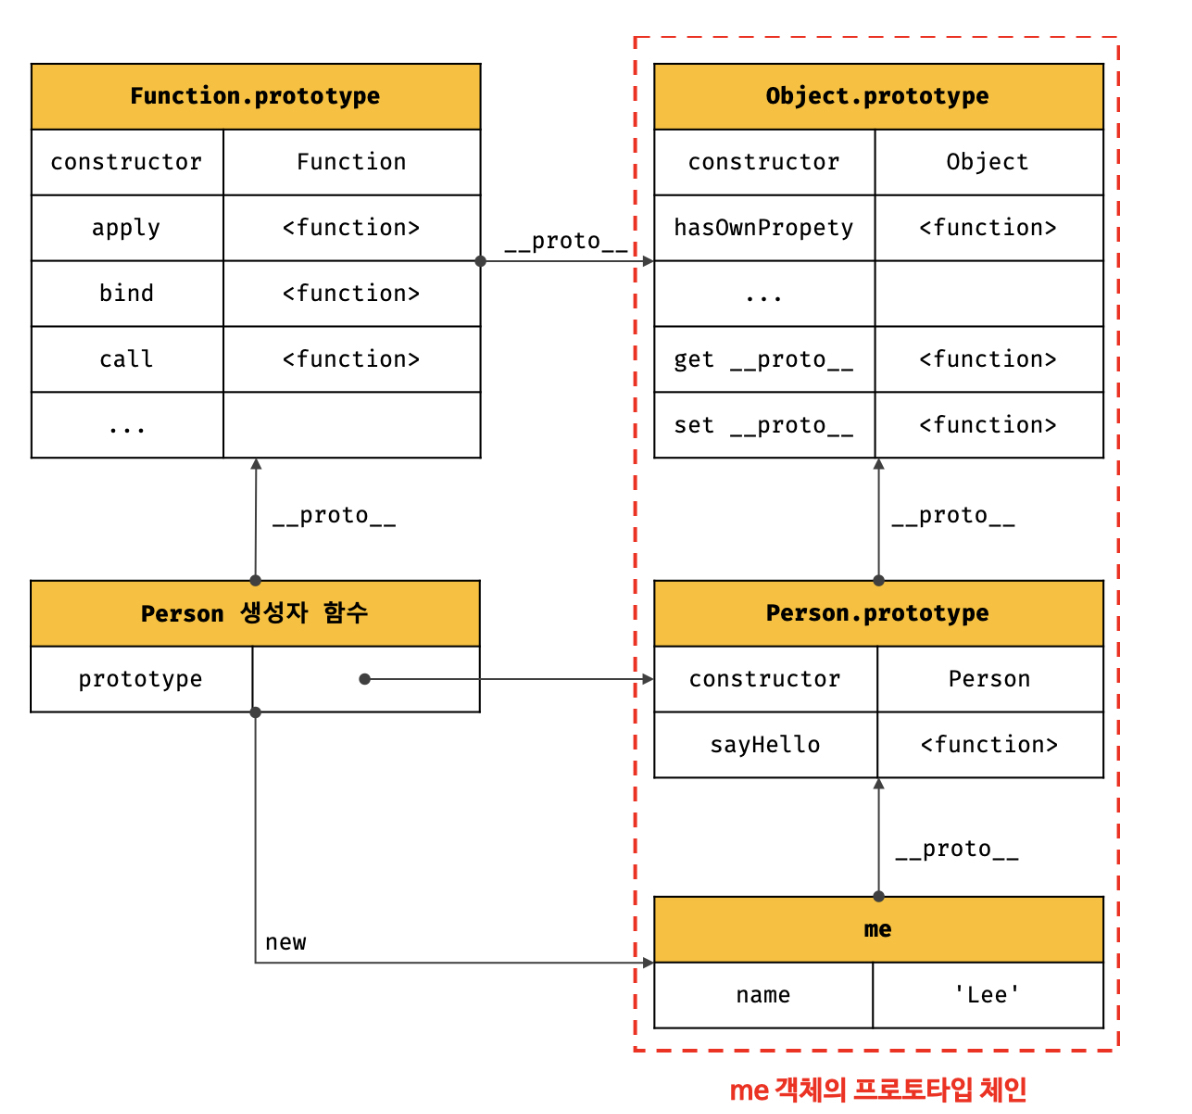 Function.prototype
constructor Function
apply <function>
bind <function>
call <function>
...
__proto__
Object.prototype
constructor Object
hasOwnPropety <function>
...
get __proto__ <function>
set __proto__ <function>
__proto__
__proto__
Person 생성자 함수
prototype
Person.prototype
constructor Person
sayHello <function>
__proto__
new
me
name 'Lee'
me 객체의 프로토타입 체인